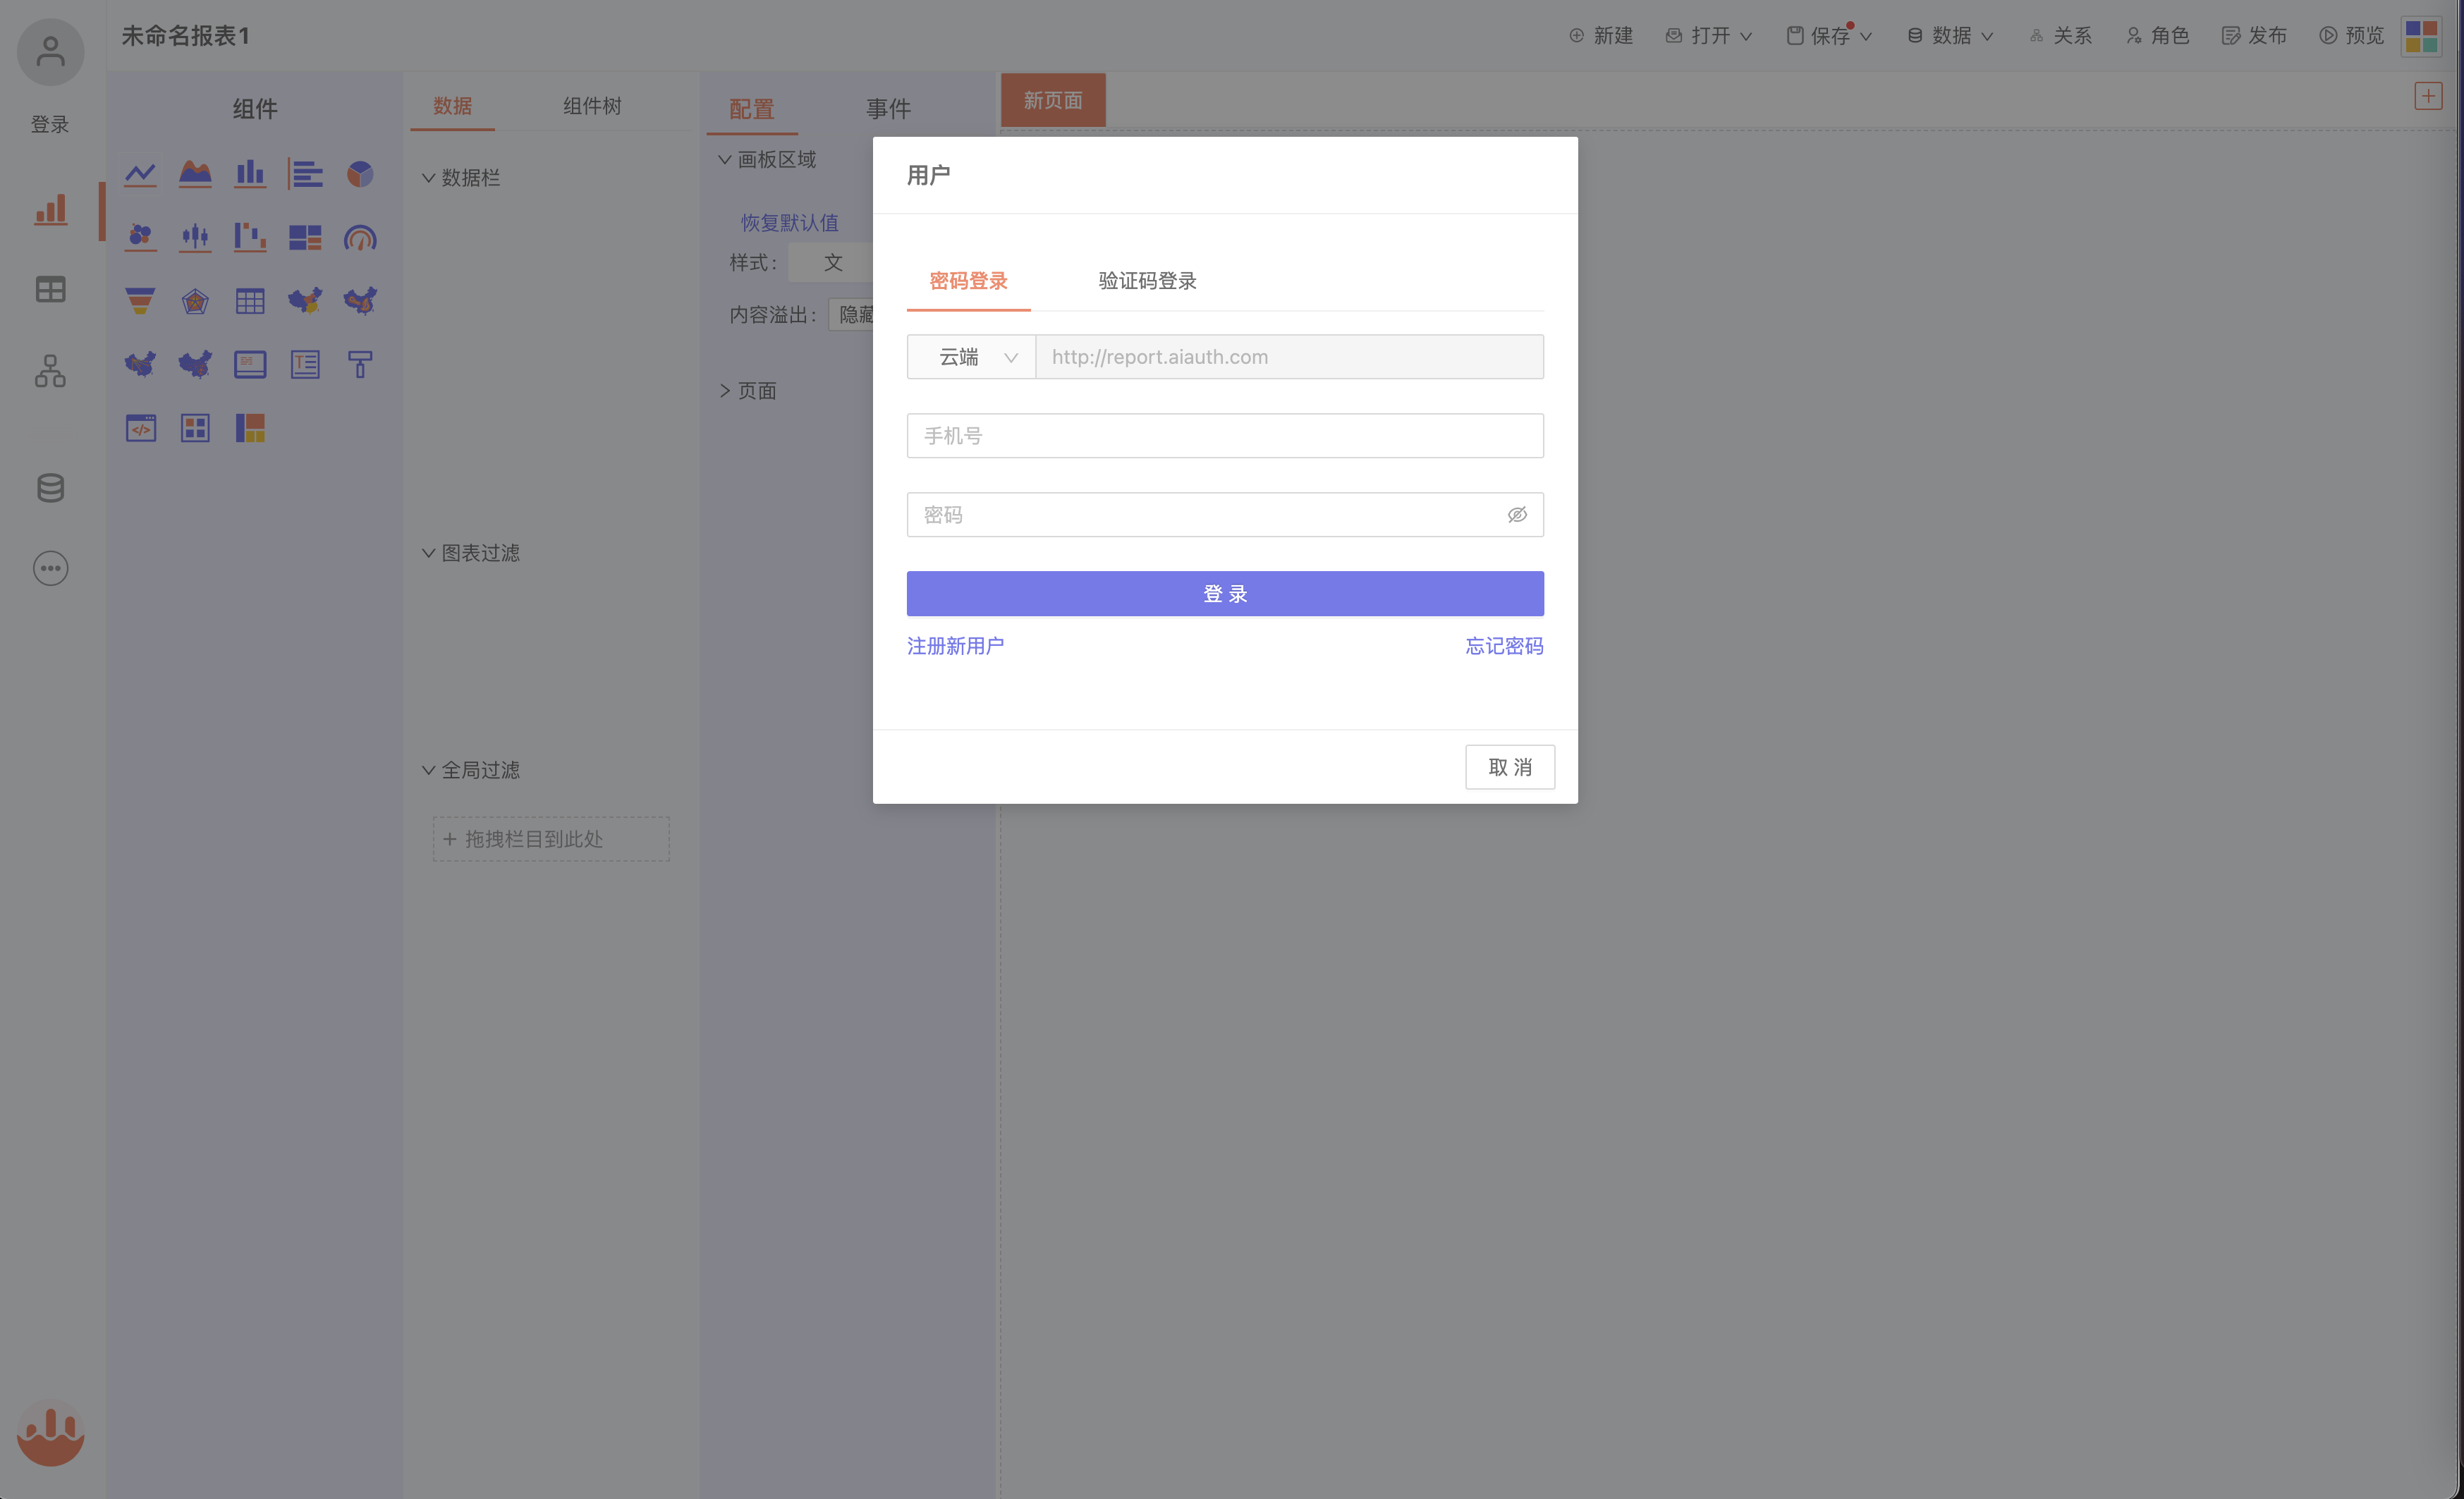 未命名报表1
新建
打开
保存
数据
关系
角色
发布
预览
登录
组件
数据
组件树
配置
事件
新页面
数据栏
图表过滤
全局过滤
+ 拖拽栏目到此处
画板区域
恢复默认值
样式：
文
内容溢出：
隐藏
页面
用户
密码登录
验证码登录
云端
http://report.aiauth.com
手机号
密码
登 录
注册新用户
忘记密码
取 消